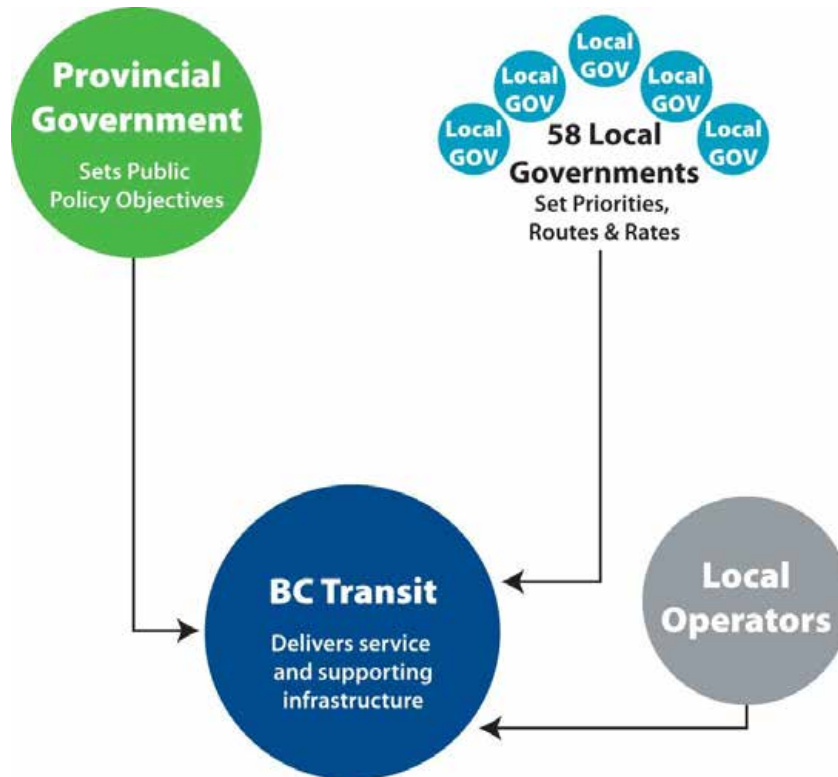 Provincial
Government
Sets Public
Policy Objectives
Local
GOV
Local
GOV
Local
GOV
Local
GOV
Local
GOV
58 Local
Governments
Set Priorities,
Routes & Rates
BC Transit
Delivers service
and supporting
infrastructure
Local
Operators